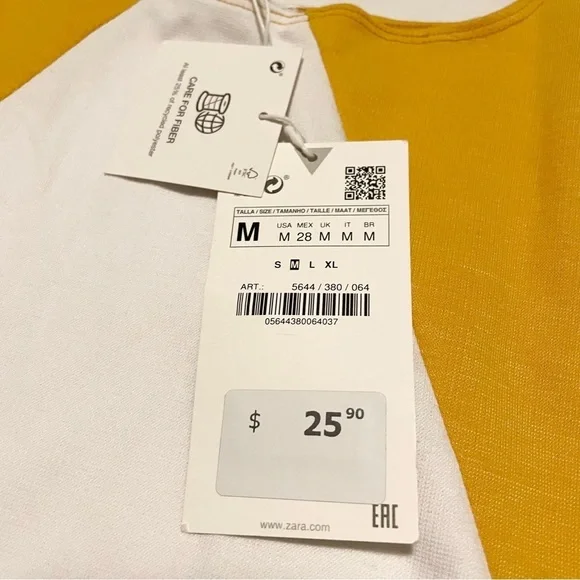 CARE FOR FIBER
At least 25% of recycled polyester
TALLA / SIZE / TAMANHO / TAILLE / MAAT / ΜΕΓΕΘΟΣ
M
USA MEX UK IT BR
M 28 M M M
S M L XL
ART.: 5644 / 380 / 064
05644380064037
$ 25 90
www.zara.com
EAC